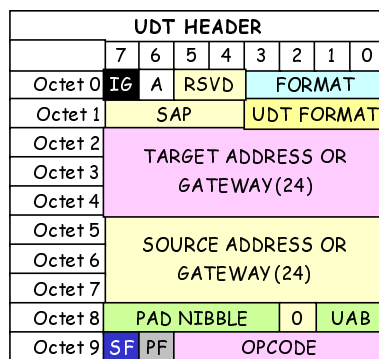 UDT HEADER
7 6 5 4 3 2 1 0
Octet 0 IG A RSVD FORMAT
Octet 1 SAP UDT FORMAT
Octet 2
TARGET ADDRESS OR
Octet 3
GATEWAY(24)
Octet 4
Octet 5
SOURCE ADDRESS OR
Octet 6
GATEWAY(24)
Octet 7
Octet 8 PAD NIBBLE 0 UAB
Octet 9 SF PF OPCODE